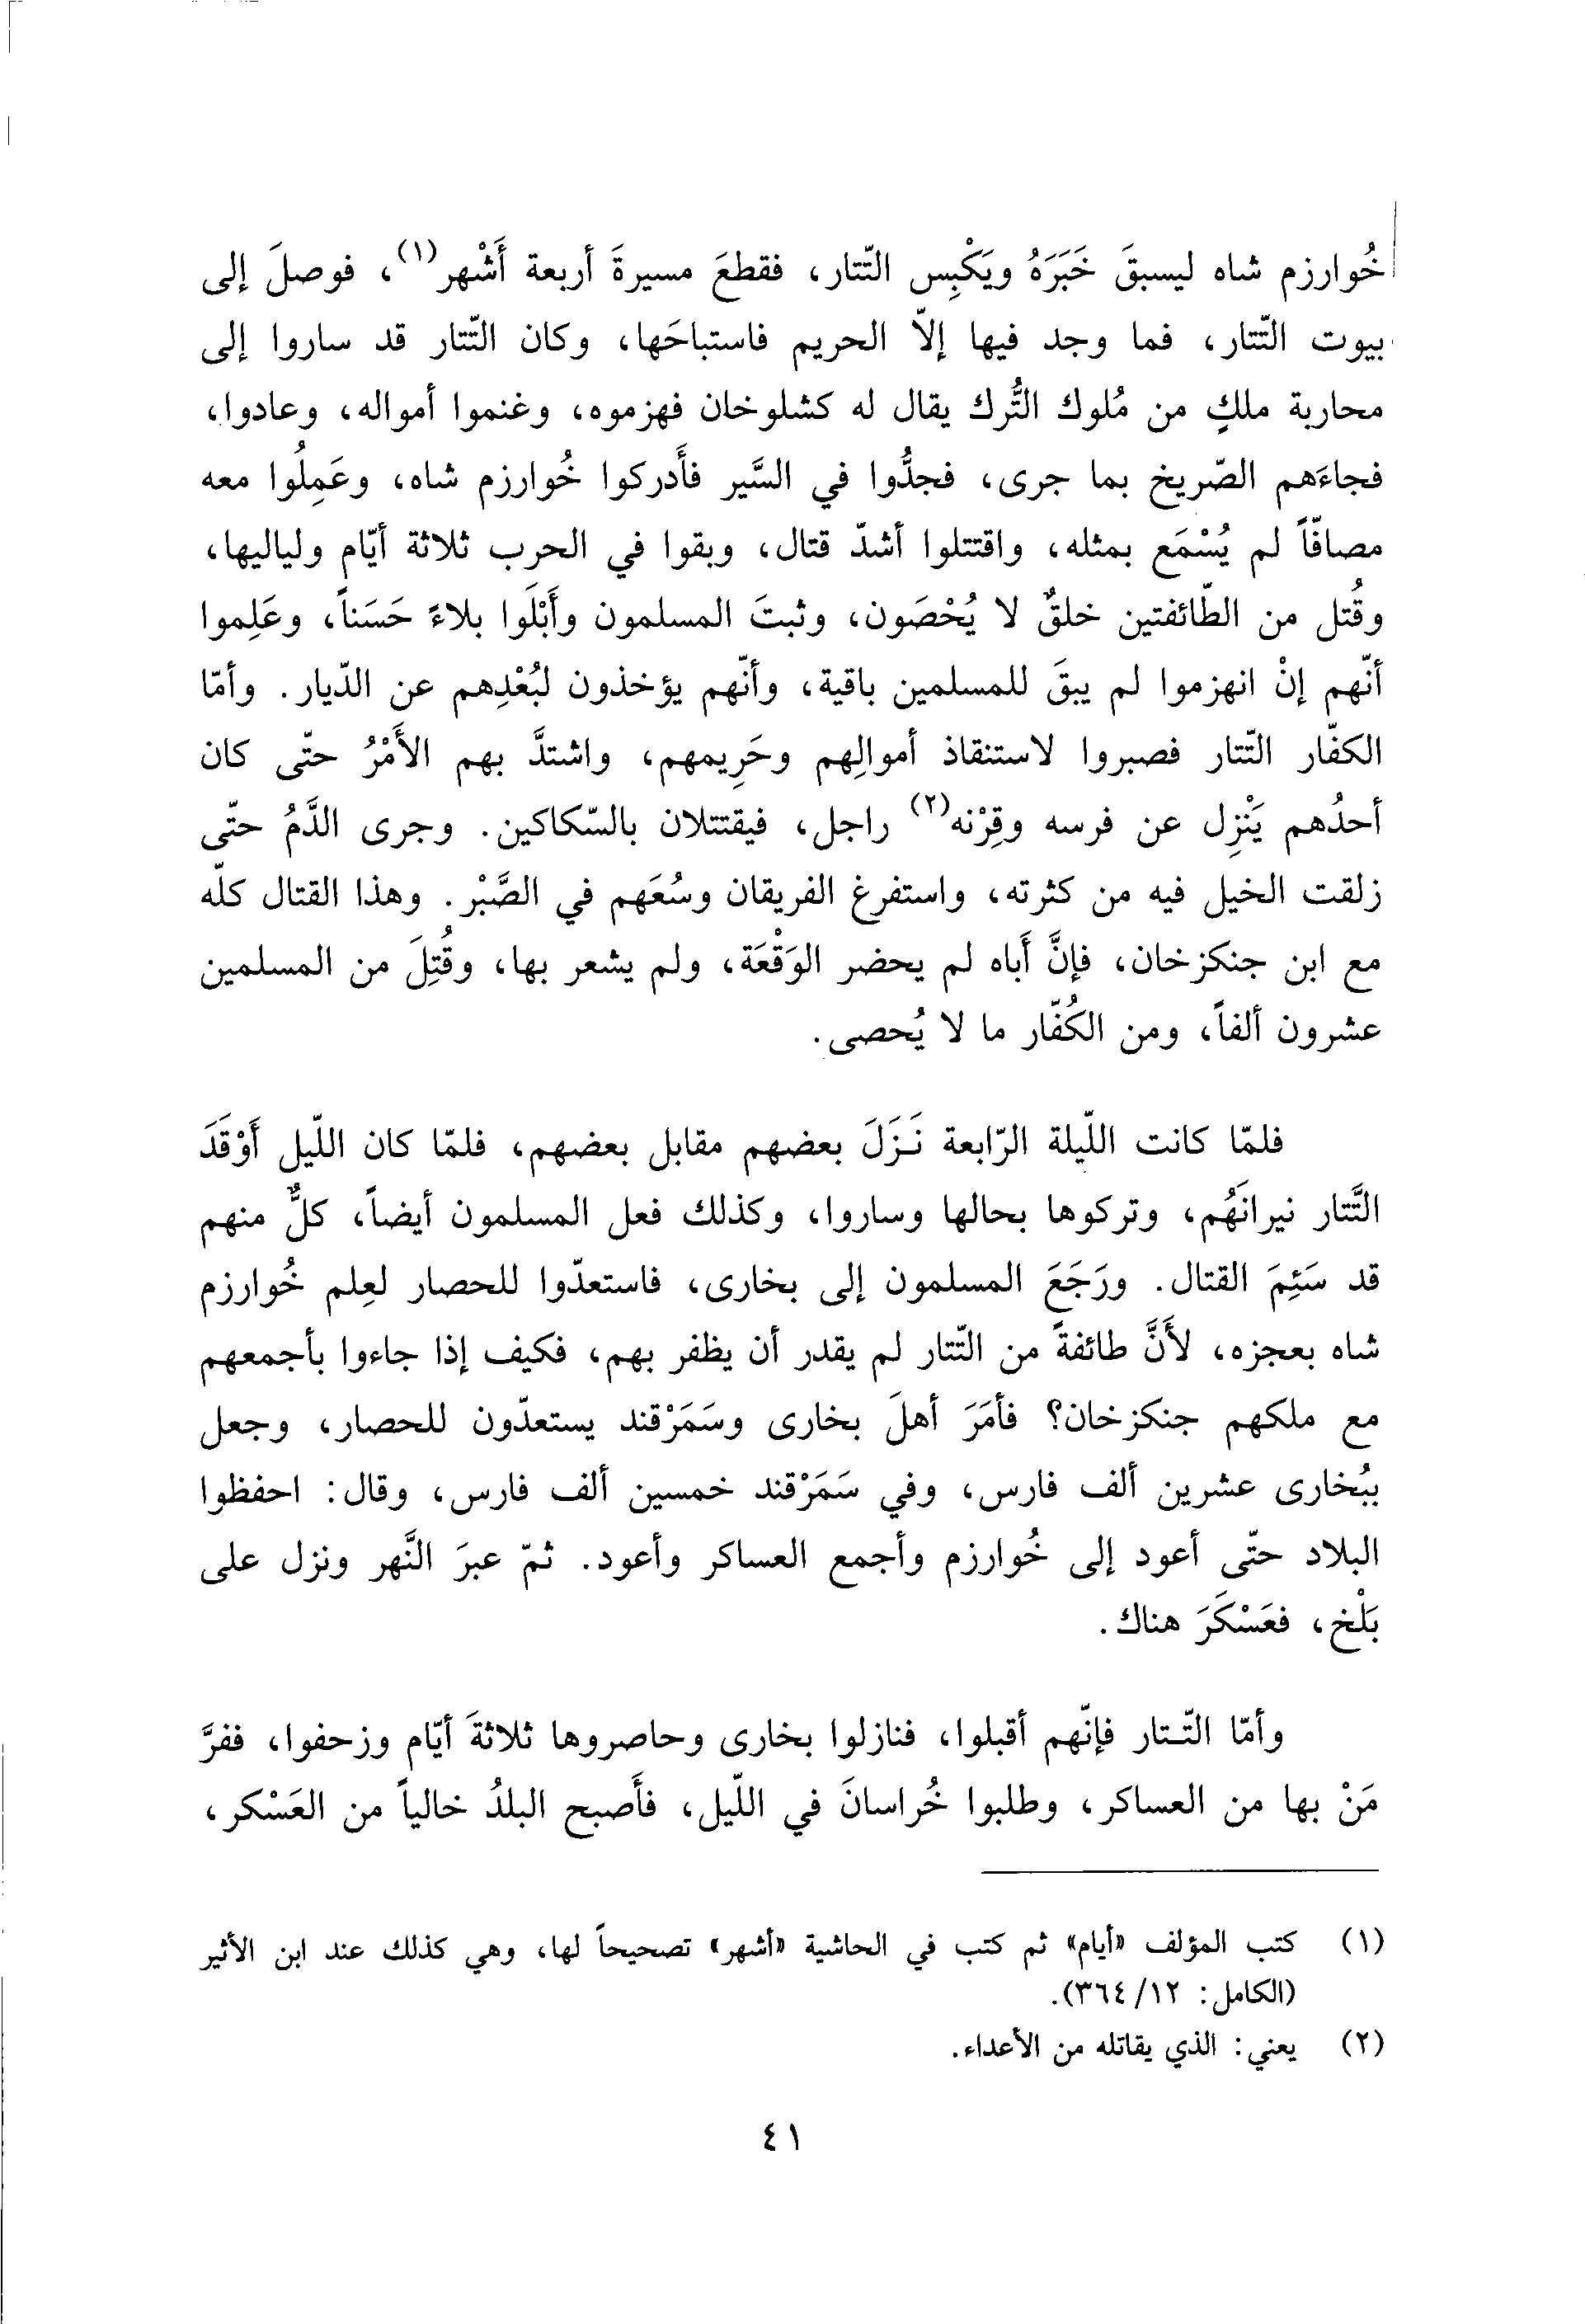 خُوارزم شاه ليسبقَ خَبَرَهُ ويَكْبِس التّتار، فقطعَ مسيرةَ أربعة أَشْهر(١)، فوصلَ إلى
بيوت التّتار، فما وجد فيها إلاّ الحريم فاستباحَها، وكان التّتار قد ساروا إلى
محاربة ملكٍ من مُلوك التُّرك يقال له كشلوخان فهزموه، وغنموا أمواله، وعادوا،
فجاءَهم الصّريخ بما جرى، فجدُّوا في السَّير فأَدركوا خُوارزم شاه، وعَمِلُوا معه
مصافّاً لم يُسْمَع بمثله، واقتتلوا أشدّ قتال، وبقوا في الحرب ثلاثة أيّام ولياليها،
وقُتل من الطّائفتين خلقٌ لا يُحْصَون، وثبتَ المسلمون وأَبْلَوا بلاءً حَسَناً، وعَلِموا
أنّهم إنْ انهزموا لم يبقَ للمسلمين باقية، وأنّهم يؤخذون لبُعْدِهم عن الدّيار. وأمّا
الكفّار التّتار فصبروا لاستنقاذ أموالِهم وحَرِيمهم، واشتدَّ بهم الأَمْرُ حتّى كان
أحدُهم يَنْزِل عن فرسه وقِرْنه(٢) راجل، فيقتتلان بالسّكاكين. وجرى الدَّمُ حتّى
زلقت الخيل فيه من كثرته، واستفرغ الفريقان وسُعَهم في الصَّبْر. وهذا القتال كلّه
مع ابن جنكزخان، فإنَّ أَباه لم يحضر الوَقْعَة، ولم يشعر بها، وقُتِلَ من المسلمين
عشرون ألفاً، ومن الكُفّار ما لا يُحصى.
فلمّا كانت اللّيلة الرّابعة نَـزَلَ بعضهم مقابل بعضهم، فلمّا كان اللّيل أَوْقَدَ
التَّتار نيرانَهُم، وتركوها بحالها وساروا، وكذلك فعل المسلمون أيضاً، كلٌّ منهم
قد سَئِمَ القتال. ورَجَعَ المسلمون إلى بخارى، فاستعدّوا للحصار لعِلم خُوارزم
شاه بعجزه، لأَنَّ طائفةً من التّتار لم يقدر أن يظفر بهم، فكيف إذا جاءوا بأجمعهم
مع ملكهم جنكزخان؟ فأمَرَ أهلَ بخارى وسَمَرْقند يستعدّون للحصار، وجعل
ببُخارى عشرين ألف فارس، وفي سَمَرْقند خمسين ألف فارس، وقال: احفظوا
البلاد حتّى أعود إلى خُوارزم وأجمع العساكر وأعود. ثمّ عبرَ النَّهر ونزل على
بَلْخ، فعَسْكَرَ هناك.
وأمّا التّـتار فإنّهم أقبلوا، فنازلوا بخارى وحاصروها ثلاثةَ أيّام وزحفوا، ففرَّ
مَنْ بها من العساكر، وطلبوا خُراسانَ في اللّيل، فأَصبح البلدُ خالياً من العَسْكر،
(١) كتب المؤلف «أيام» ثم كتب في الحاشية «أشهر» تصحيحاً لها، وهي كذلك عند ابن الأثير
(الكامل: ١٢/ ٣٦٤).
(٢) يعني: الذي يقاتله من الأعداء.
٤١